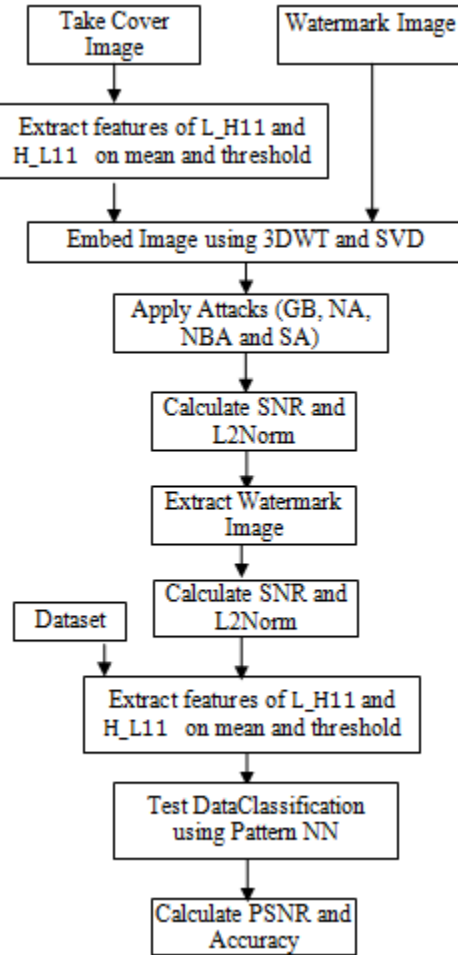 Take Cover
Image
Watermark Image
Extract features of L_H11 and
H_L11 on mean and threshold
Embed Image using 3DWT and SVD
Apply Attacks (GB, NA,
NBA and SA)
Calculate SNR and
L2Norm
Extract Watermark
Image
Calculate SNR and
L2Norm
Dataset
Extract features of L_H11 and
H_L11 on mean and threshold
Test DataClassification
using Pattern NN
Calculate PSNR and
Accuracy